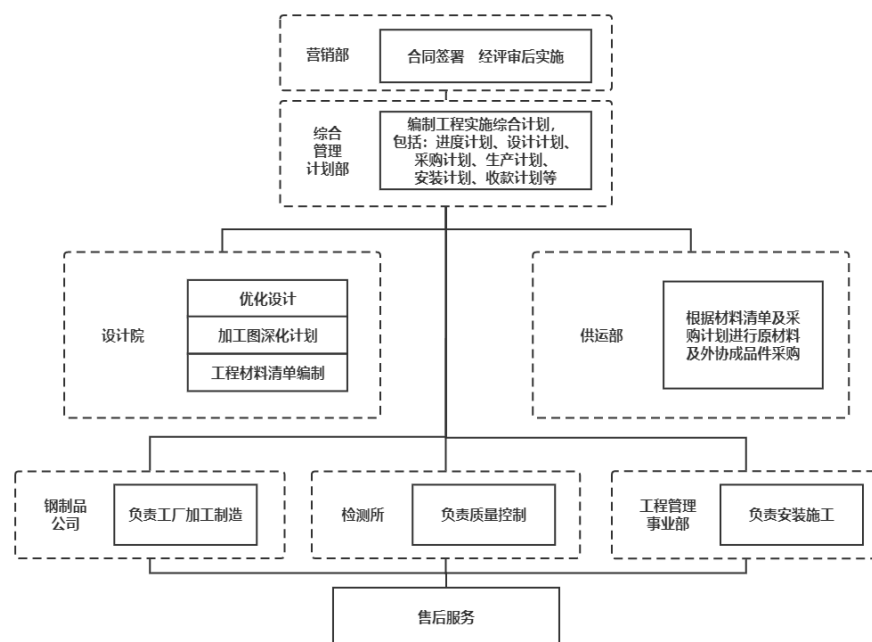 营销部
合同签署　经评审后实施
综合
管理
计划部
编制工程实施综合计划，
包括：进度计划、设计计划、
采购计划、生产计划、
安装计划、收款计划等
设计院
优化设计
加工图深化计划
工程材料清单编制
供运部
根据材料清单及采
购计划进行原材料
及外协成品件采购
钢制品
公司
负责工厂加工制造
检测所
负责质量控制
工程管理
事业部
负责安装施工
售后服务